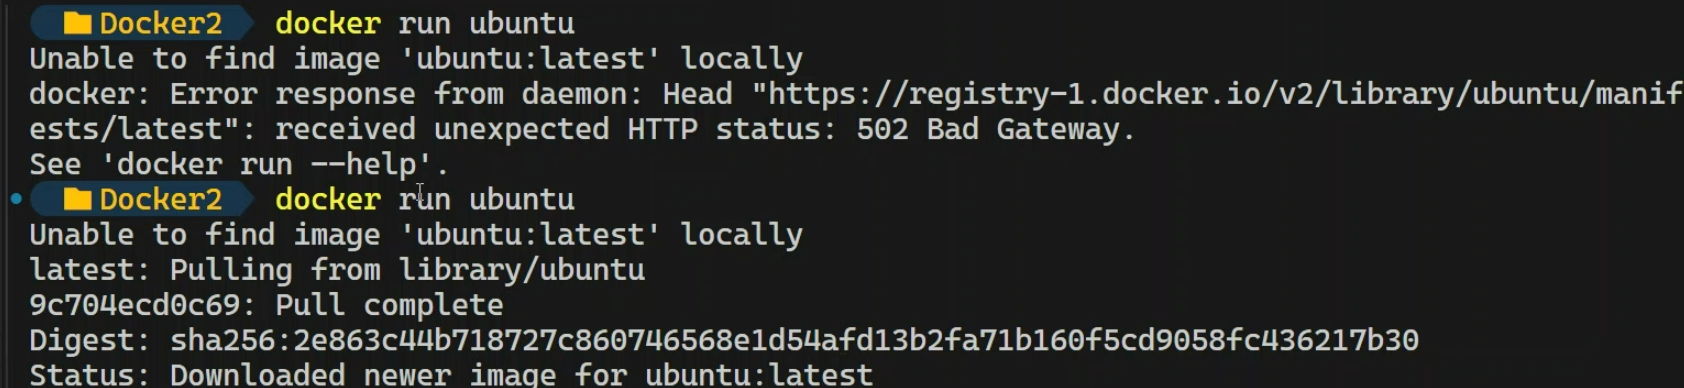 Docker2 docker run ubuntu
Unable to find image 'ubuntu:latest' locally
docker: Error response from daemon: Head "https://registry-1.docker.io/v2/library/ubuntu/manif
ests/latest": received unexpected HTTP status: 502 Bad Gateway.
See 'docker run --help'.
Docker2 docker run ubuntu
Unable to find image 'ubuntu:latest' locally
latest: Pulling from library/ubuntu
9c704ecd0c69: Pull complete
Digest: sha256:2e863c44b718727c860746568e1d54afd13b2fa71b160f5cd9058fc436217b30
Status: Downloaded newer image for ubuntu:latest